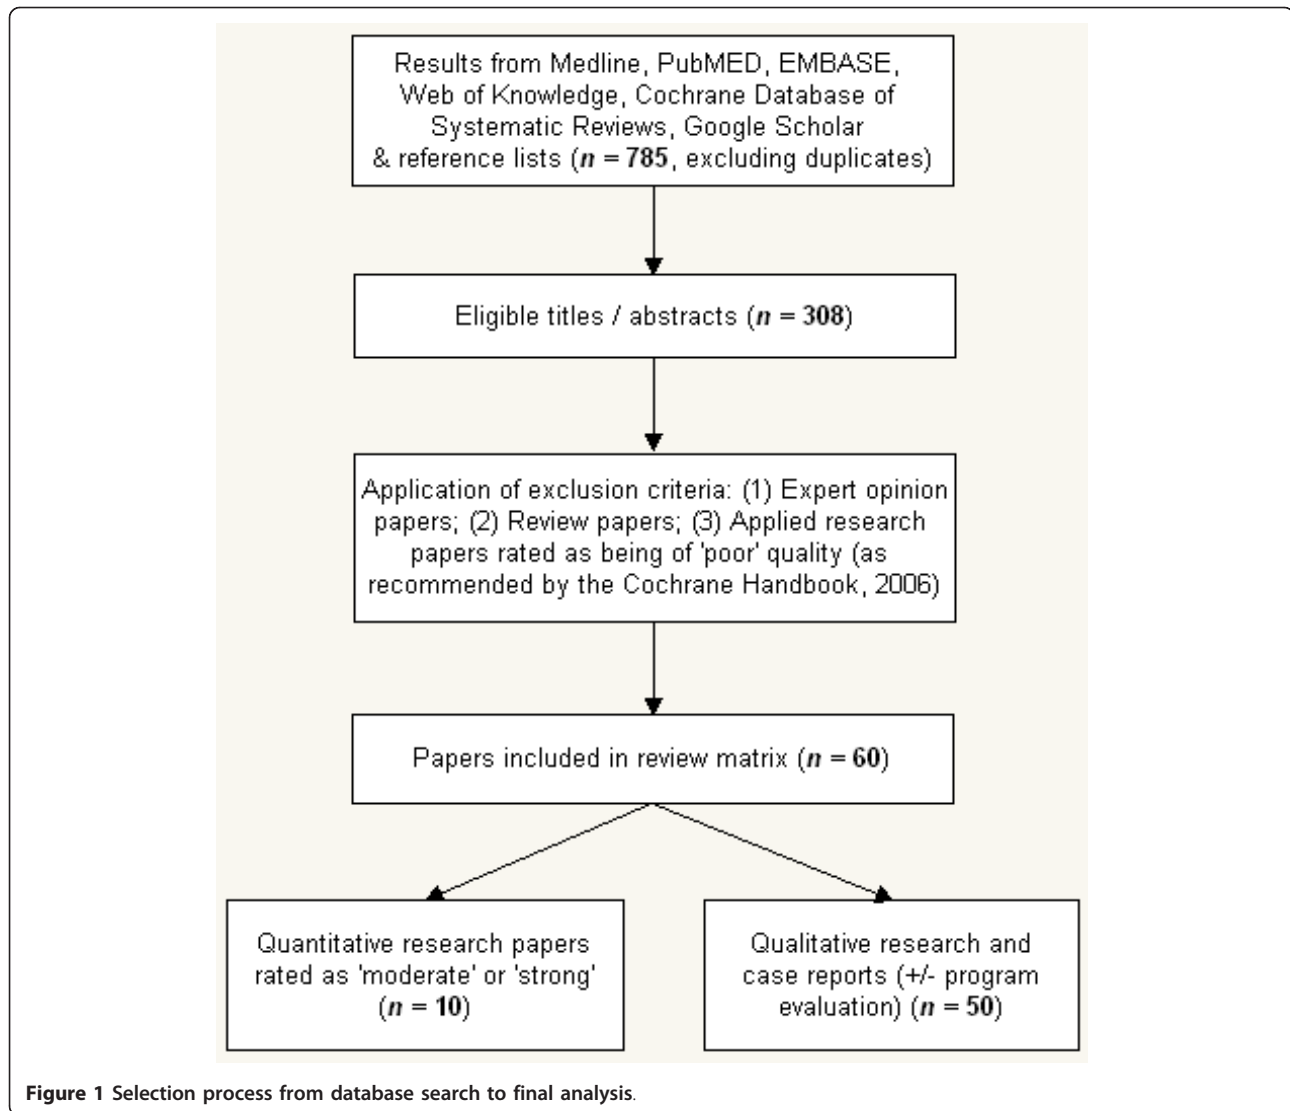 Results from Medline, PubMED, EMBASE,
Web of Knowledge, Cochrane Database of
Systematic Reviews, Google Scholar
& reference lists (n = 785, excluding duplicates)
Eligible titles / abstracts (n = 308)
Application of exclusion criteria: (1) Expert opinion
papers; (2) Review papers; (3) Applied research
papers rated as being of 'poor' quality (as
recommended by the Cochrane Handbook, 2006)
Papers included in review matrix (n = 60)
Quantitative research papers
rated as 'moderate' or 'strong'
(n = 10)
Qualitative research and
case reports (+/- program
evaluation) (n = 50)
Figure 1 Selection process from database search to final analysis.